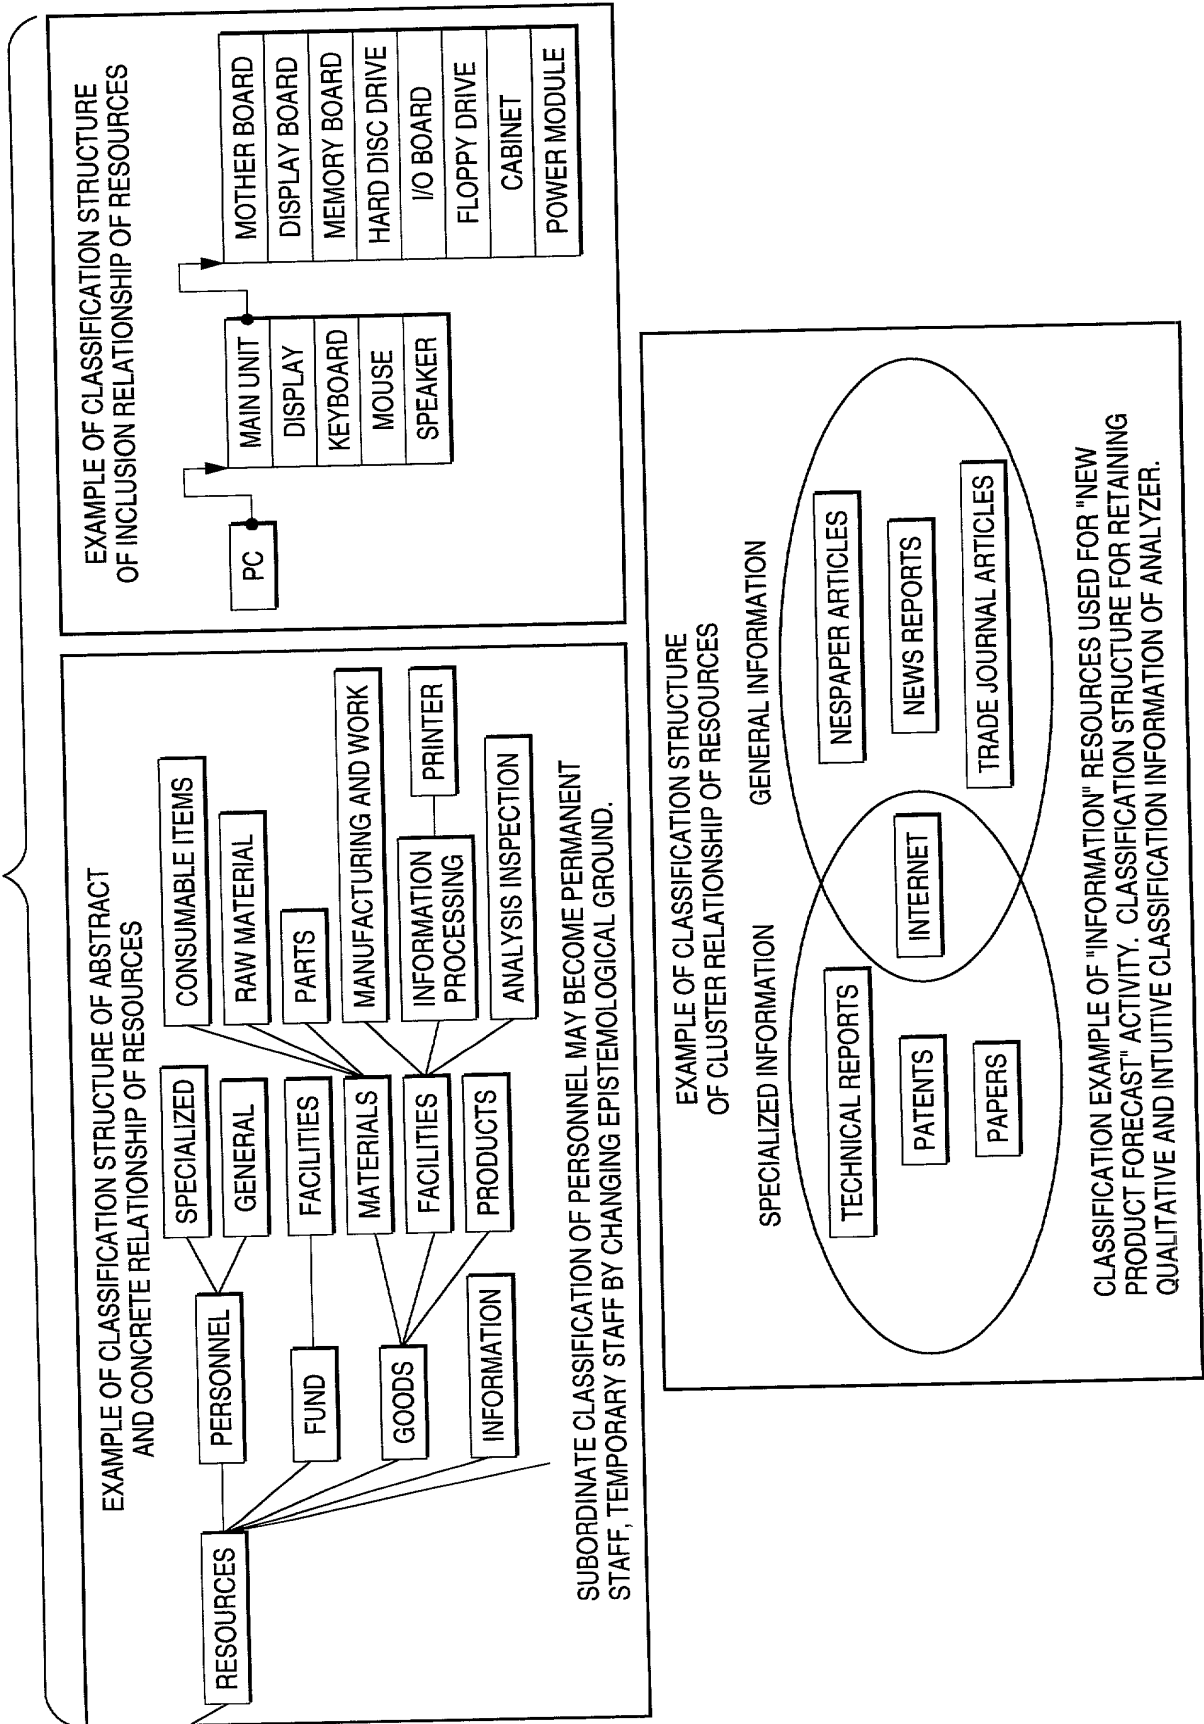 EXAMPLE OF CLASSIFICATION STRUCTURE OF ABSTRACT
AND CONCRETE RELATIONSHIP OF RESOURCES
RESOURCES
PERSONNEL
FUND
GOODS
INFORMATION
SPECIALIZED
GENERAL
FACILITIES
MATERIALS
FACILITIES
PRODUCTS
CONSUMABLE ITEMS
RAW MATERIAL
PARTS
MANUFACTURING AND WORK
INFORMATION
PROCESSING
PRINTER
ANALYSIS INSPECTION
SUBORDINATE CLASSIFICATION OF PERSONNEL MAY BECOME PERMANENT
STAFF, TEMPORARY STAFF BY CHANGING EPISTEMOLOGICAL GROUND.
EXAMPLE OF CLASSIFICATION STRUCTURE
OF INCLUSION RELATIONSHIP OF RESOURCES
PC
MAIN UNIT
DISPLAY
KEYBOARD
MOUSE
SPEAKER
MOTHER BOARD
DISPLAY BOARD
MEMORY BOARD
HARD DISC DRIVE
I/O BOARD
FLOPPY DRIVE
CABINET
POWER MODULE
EXAMPLE OF CLASSIFICATION STRUCTURE
OF CLUSTER RELATIONSHIP OF RESOURCES
SPECIALIZED INFORMATION
GENERAL INFORMATION
TECHNICAL REPORTS
PATENTS
PAPERS
INTERNET
NESPAPER ARTICLES
NEWS REPORTS
TRADE JOURNAL ARTICLES
CLASSIFICATION EXAMPLE OF "INFORMATION" RESOURCES USED FOR "NEW
PRODUCT FORECAST" ACTIVITY. CLASSIFICATION STRUCTURE FOR RETAINING
QUALITATIVE AND INTUITIVE CLASSIFICATION INFORMATION OF ANALYZER.